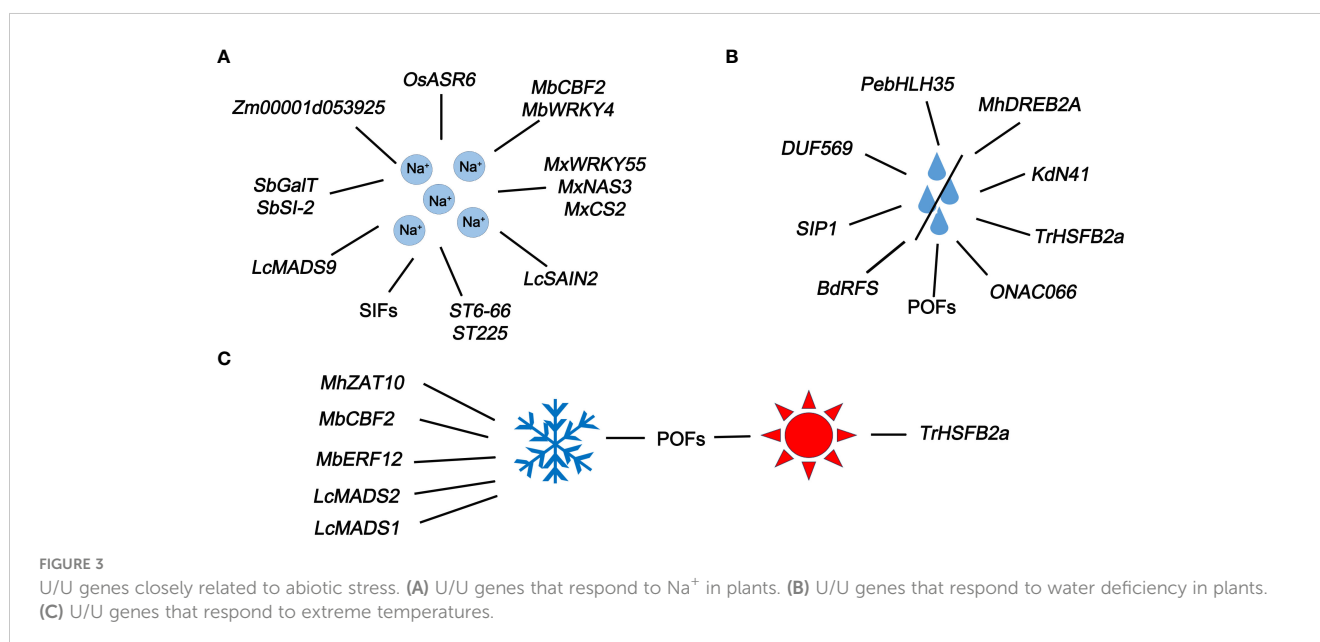 A
OsASR6
MbCBF2
MbWRKY4
Zm00001d053925
Na⁺
Na⁺
MxWRKY55
MxNAS3
MxCS2
SbGalT
SbSI-2
Na⁺
Na⁺
Na⁺
LcMADS9
LcSAIN2
SIFs
ST6-66
ST225
B
PebHLH35
MhDREB2A
DUF569
KdN41
SIP1
TrHSFB2a
BdRFS
POFs
ONAC066
C
MhZAT10
MbCBF2
MbERF12
LcMADS2
LcMADS1
POFs
TrHSFB2a
FIGURE 3
U/U genes closely related to abiotic stress. (A) U/U genes that respond to Na⁺ in plants. (B) U/U genes that respond to water deficiency in plants.
(C) U/U genes that respond to extreme temperatures.